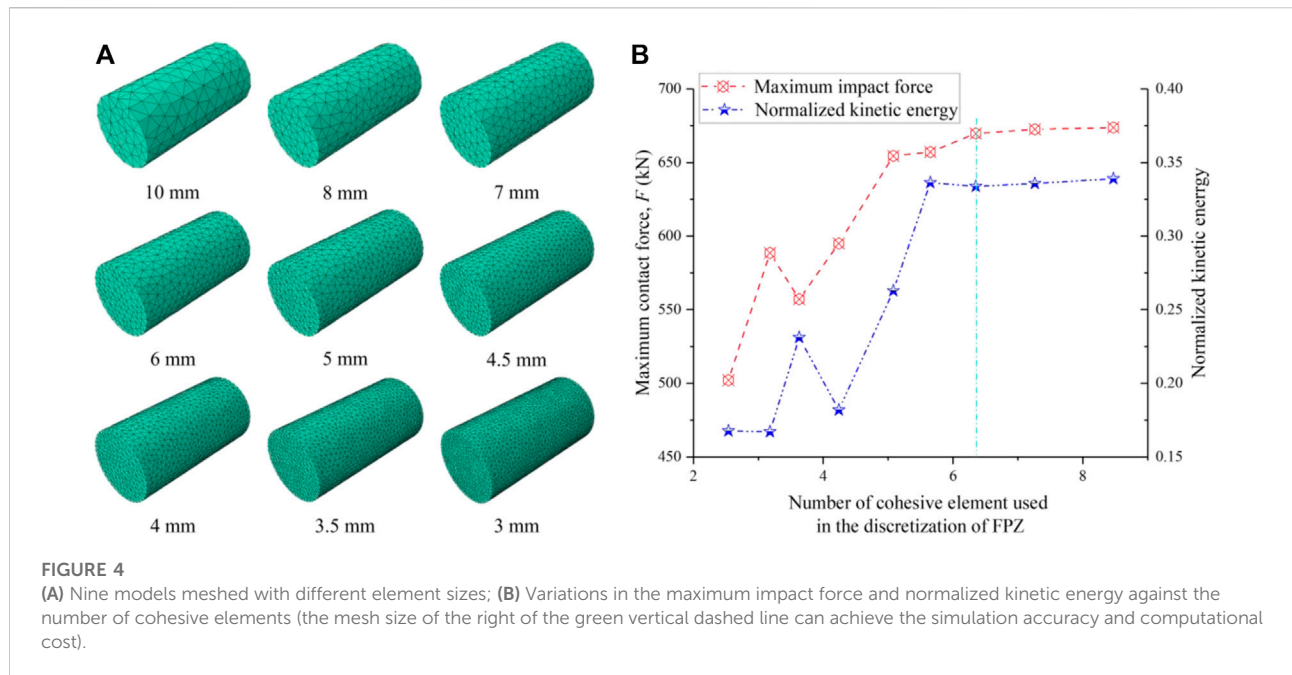 A
10 mm
8 mm
7 mm
6 mm
5 mm
4.5 mm
4 mm
3.5 mm
3 mm
B
Maximum impact force
Normalized kinetic energy
700
650
600
550
500
450
Maximum contact force, F (kN)
0.40
0.35
0.30
0.25
0.20
0.15
Normalized kinetic enerrgy
2
4
6
8
Number of cohesive element used
in the discretization of FPZ
FIGURE 4
(A) Nine models meshed with different element sizes; (B) Variations in the maximum impact force and normalized kinetic energy against the
number of cohesive elements (the mesh size of the right of the green vertical dashed line can achieve the simulation accuracy and computational
cost).